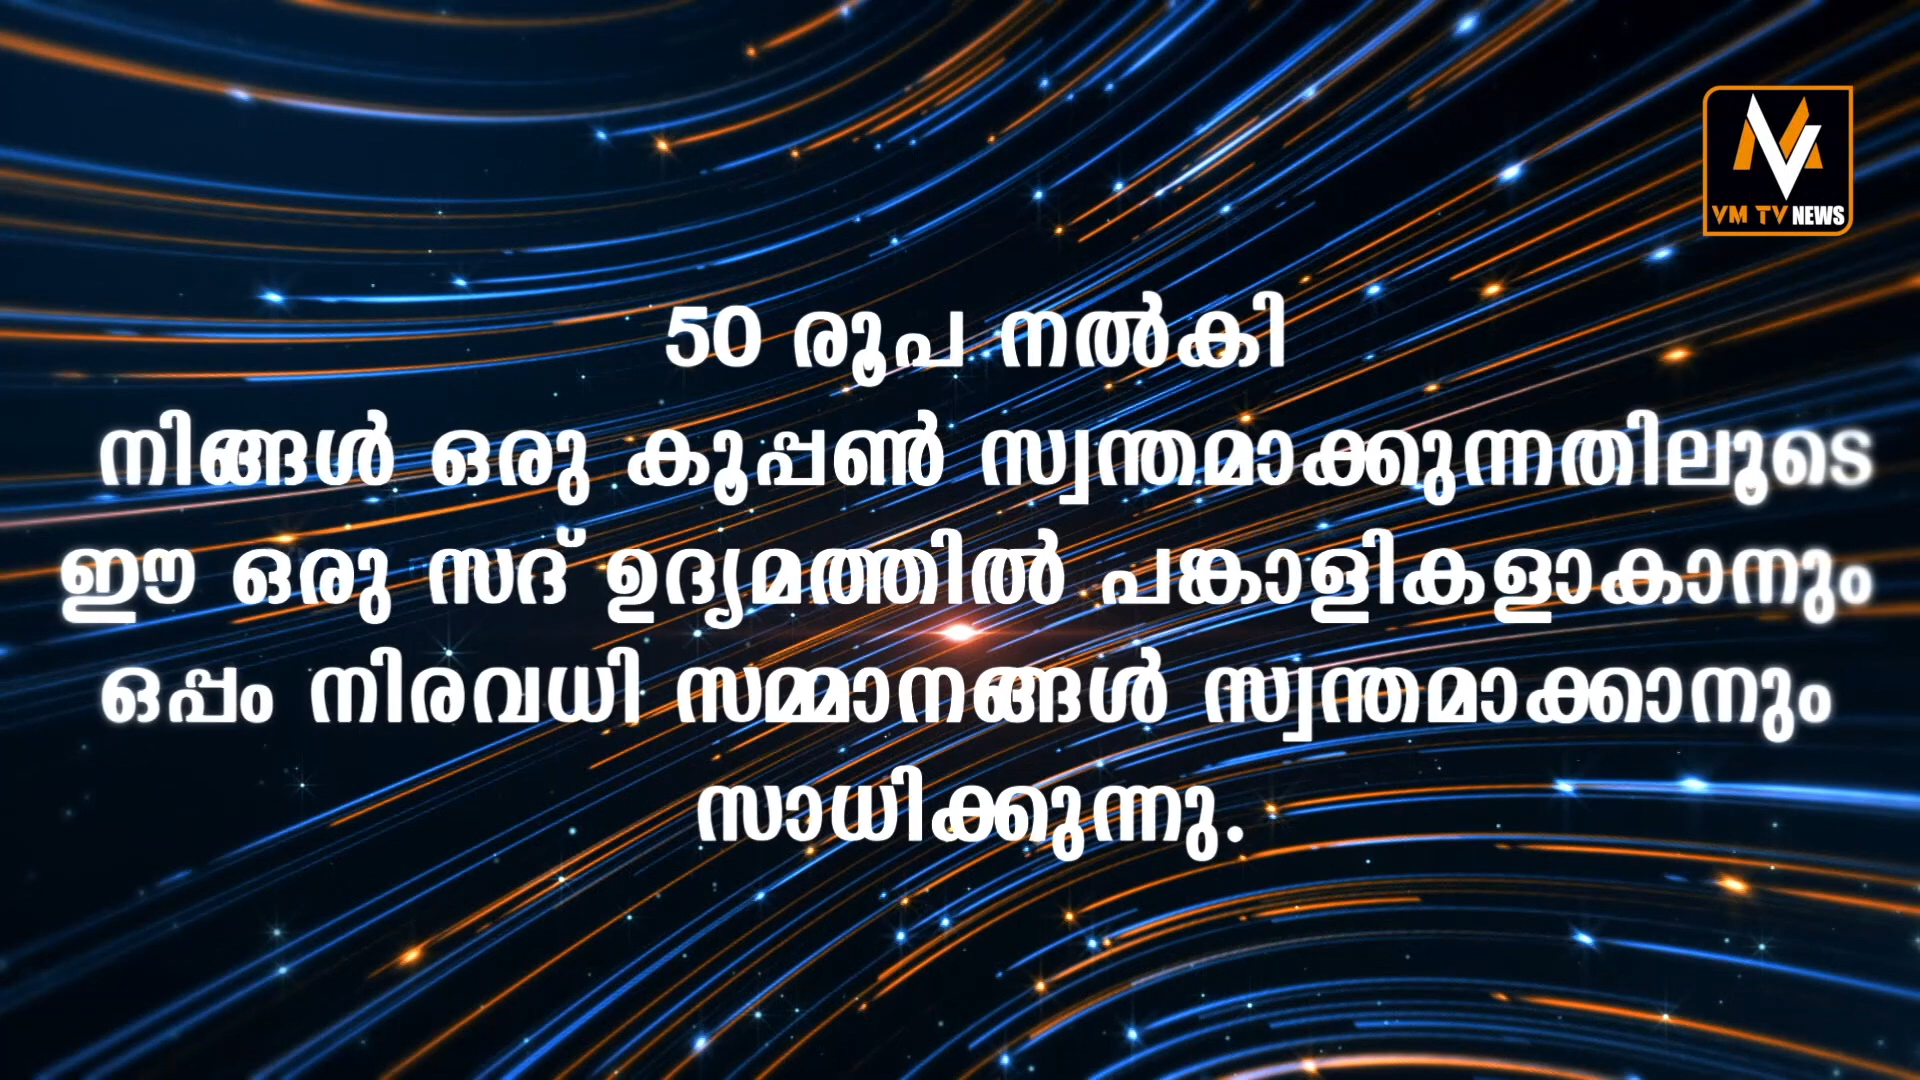 VM TV NEWS
50 രൂപ നൽകി
നിങ്ങൾ ഒരു കൂപ്പൺ സ്വന്തമാക്കുന്നതിലൂടെ
ഈ ഒരു സദ് ഉദ്യമത്തിൽ പങ്കാളികളാകാനും
ഒപ്പം നിരവധി സമ്മാനങ്ങൾ സ്വന്തമാക്കാനും
സാധിക്കുന്നു.